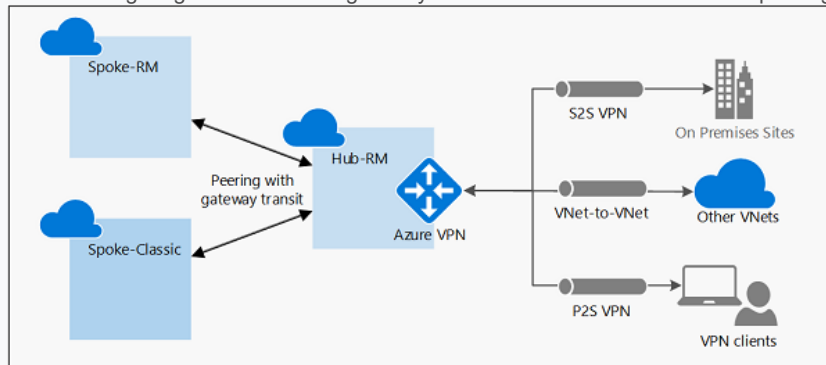 Spoke-RM
Hub-RM
Peering with
gateway transit
Spoke-Classic
Azure VPN
S2S VPN
On Premises Sites
VNet-to-VNet
Other VNets
P2S VPN
VPN clients